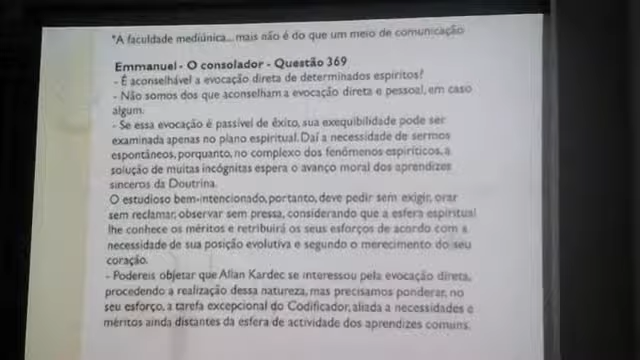 "A faculdade mediúnica... mais não é do que um meio de comunicação
Emmanuel - O consolador - Questão 369
- É aconselhável a evocação direta de determinados espíritos?
- Não somos dos que aconselham a evocação direta e pessoal, em caso
algum.
- Se essa evocação é passível de êxito, sua exequibilidade pode ser
examinada apenas no plano espiritual. Daí a necessidade de sermos
espontâneos, porquanto, no complexo dos fenômenos espiríticos, a
solução de muitas incógnitas espera o avanço moral dos aprendizes
sinceros da Doutrina.
O estudioso bem-intencionado, portanto, deve pedir sem exigir, orar
sem reclamar, observar sem pressa, considerando que a esfera espiritual
lhe conhece os méritos e retribuirá os seus esforços de acordo com a
necessidade de sua posição evolutiva e segundo o merecimento do seu
coração.
- Podereis objetar que Allan Kardec se interessou pela evocação direta,
procedendo a realização dessa natureza, mas precisamos ponderar, no
seu esforço, a tarefa excepcional do Codificador, aliada a necessidades e
méritos ainda distantes da esfera de actividade dos aprendizes comuns.